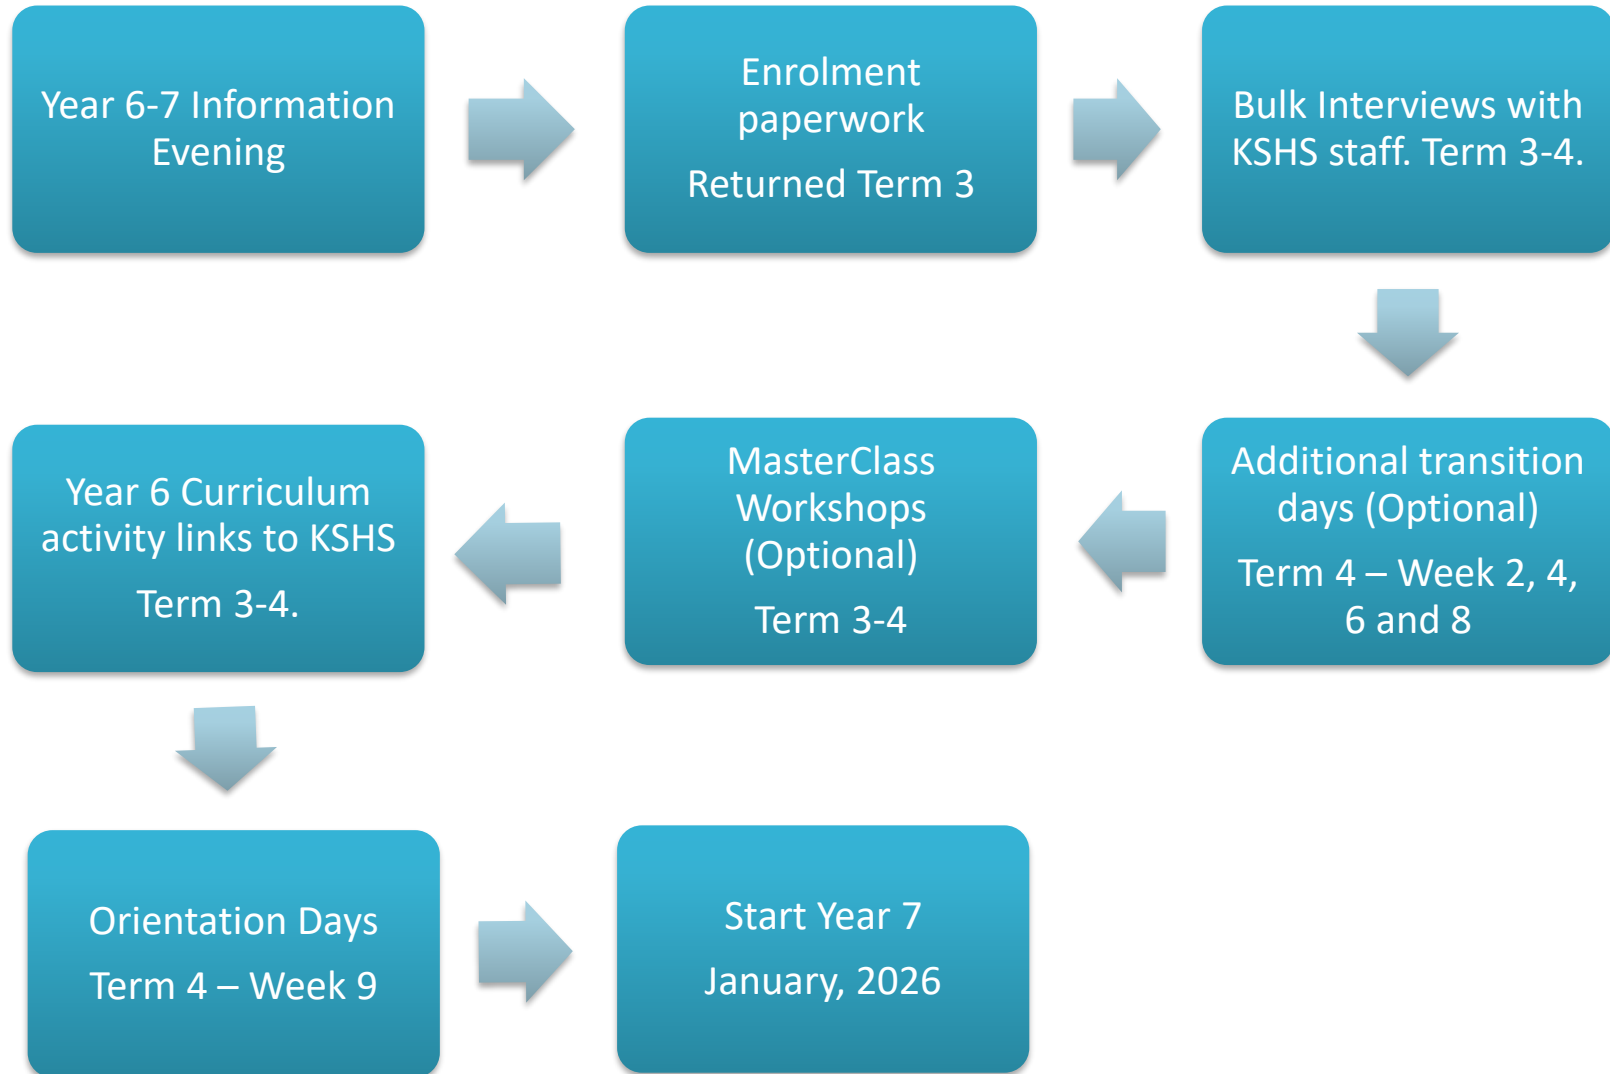 Year 6-7 Information
Evening
Enrolment
paperwork
Returned Term 3
Bulk Interviews with
KSHS staff. Term 3-4.
Additional transition
days (Optional)
Term 4 – Week 2, 4,
6 and 8
MasterClass
Workshops
(Optional)
Term 3-4
Year 6 Curriculum
activity links to KSHS
Term 3-4.
Orientation Days
Term 4 – Week 9
Start Year 7
January, 2026